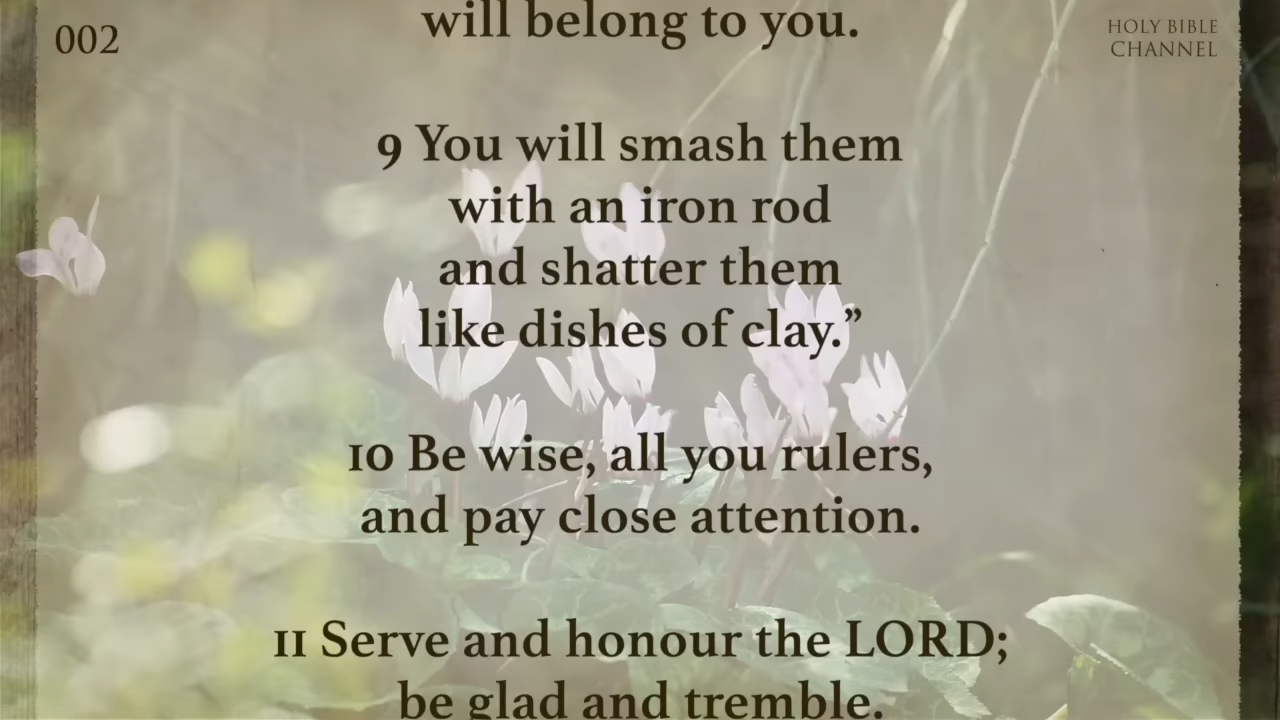 will belong to you.
002
HOLY BIBLE
CHANNEL
9 You will smash them
with an iron rod
and shatter them
like dishes of clay.”
10 Be wise, all you rulers,
and pay close attention.
11 Serve and honour the LORD;
be glad and tremble.